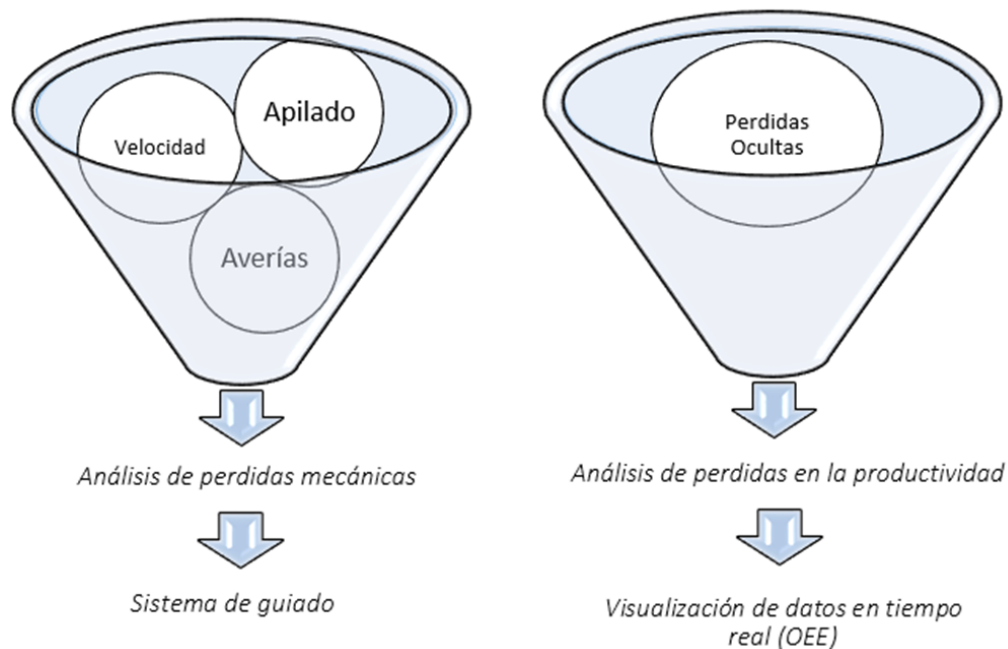 Apilado
Velocidad
Averías
Análisis de perdidas mecánicas
Sistema de guiado
Perdidas
Ocultas
Análisis de perdidas en la productividad
Visualización de datos en tiempo
real (OEE)